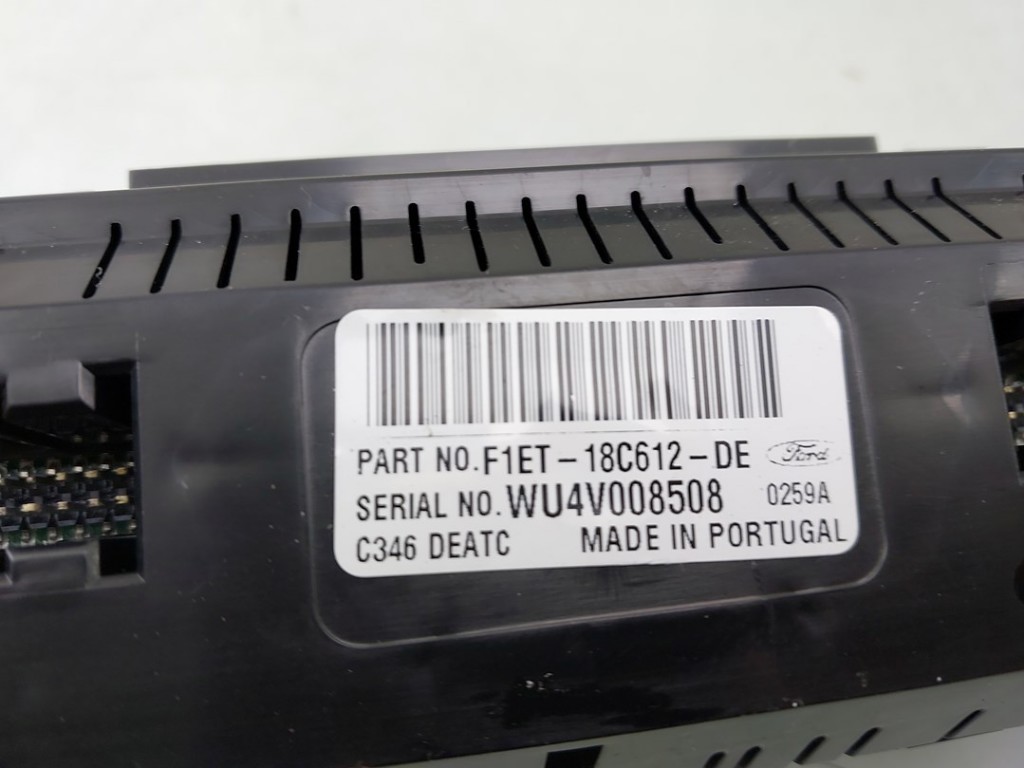 PART NO. F1ET-18C612-DE Ford
SERIAL NO. WU4V008508 0259A
C346 DEATC MADE IN PORTUGAL